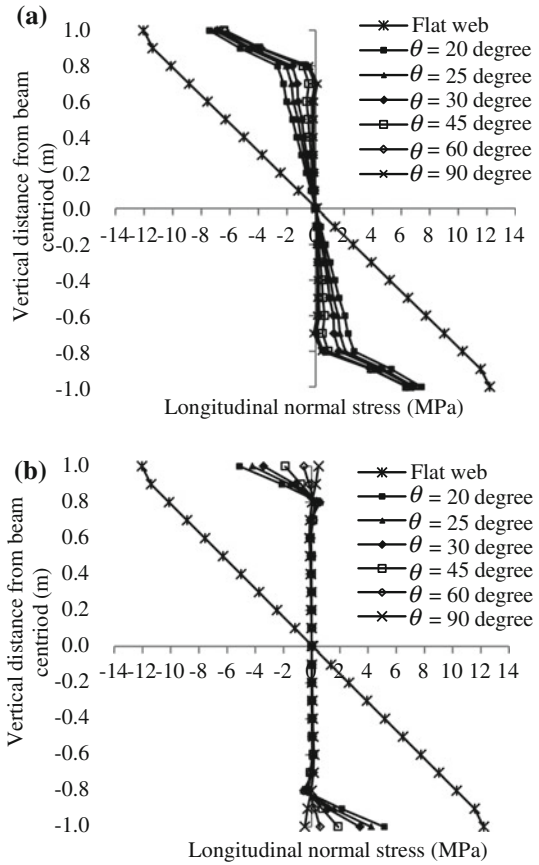 (a)
Vertical distance from beam
centriod (m)
1.0
0.8
0.6
0.4
0.2
0.0
-0.2
-0.4
-0.6
-0.8
-1.0
-14 -12 -10 -8 -6 -4 -2 0 2 4 6 8 10 12 14
Longitudinal normal stress (MPa)
Flat web
θ = 20 degree
θ = 25 degree
θ = 30 degree
θ = 45 degree
θ = 60 degree
θ = 90 degree
(b)
Vertical distance from beam
centriod (m)
1.0
0.8
0.6
0.4
0.2
0.0
-0.2
-0.4
-0.6
-0.8
-1.0
-14 -12 -10 -8 -6 -4 -2 0 2 4 6 8 10 12 14
Longitudinal normal stress (MPa)
Flat web
θ = 20 degree
θ = 25 degree
θ = 30 degree
θ = 45 degree
θ = 60 degree
θ = 90 degree